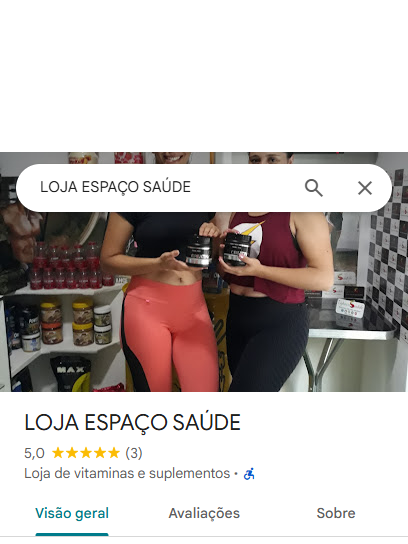 LOJA ESPAÇO SAÚDE
MAX
LOJA ESPAÇO SAÚDE
5,0 (3)
Loja de vitaminas e suplementos ·
Visão geral Avaliações Sobre